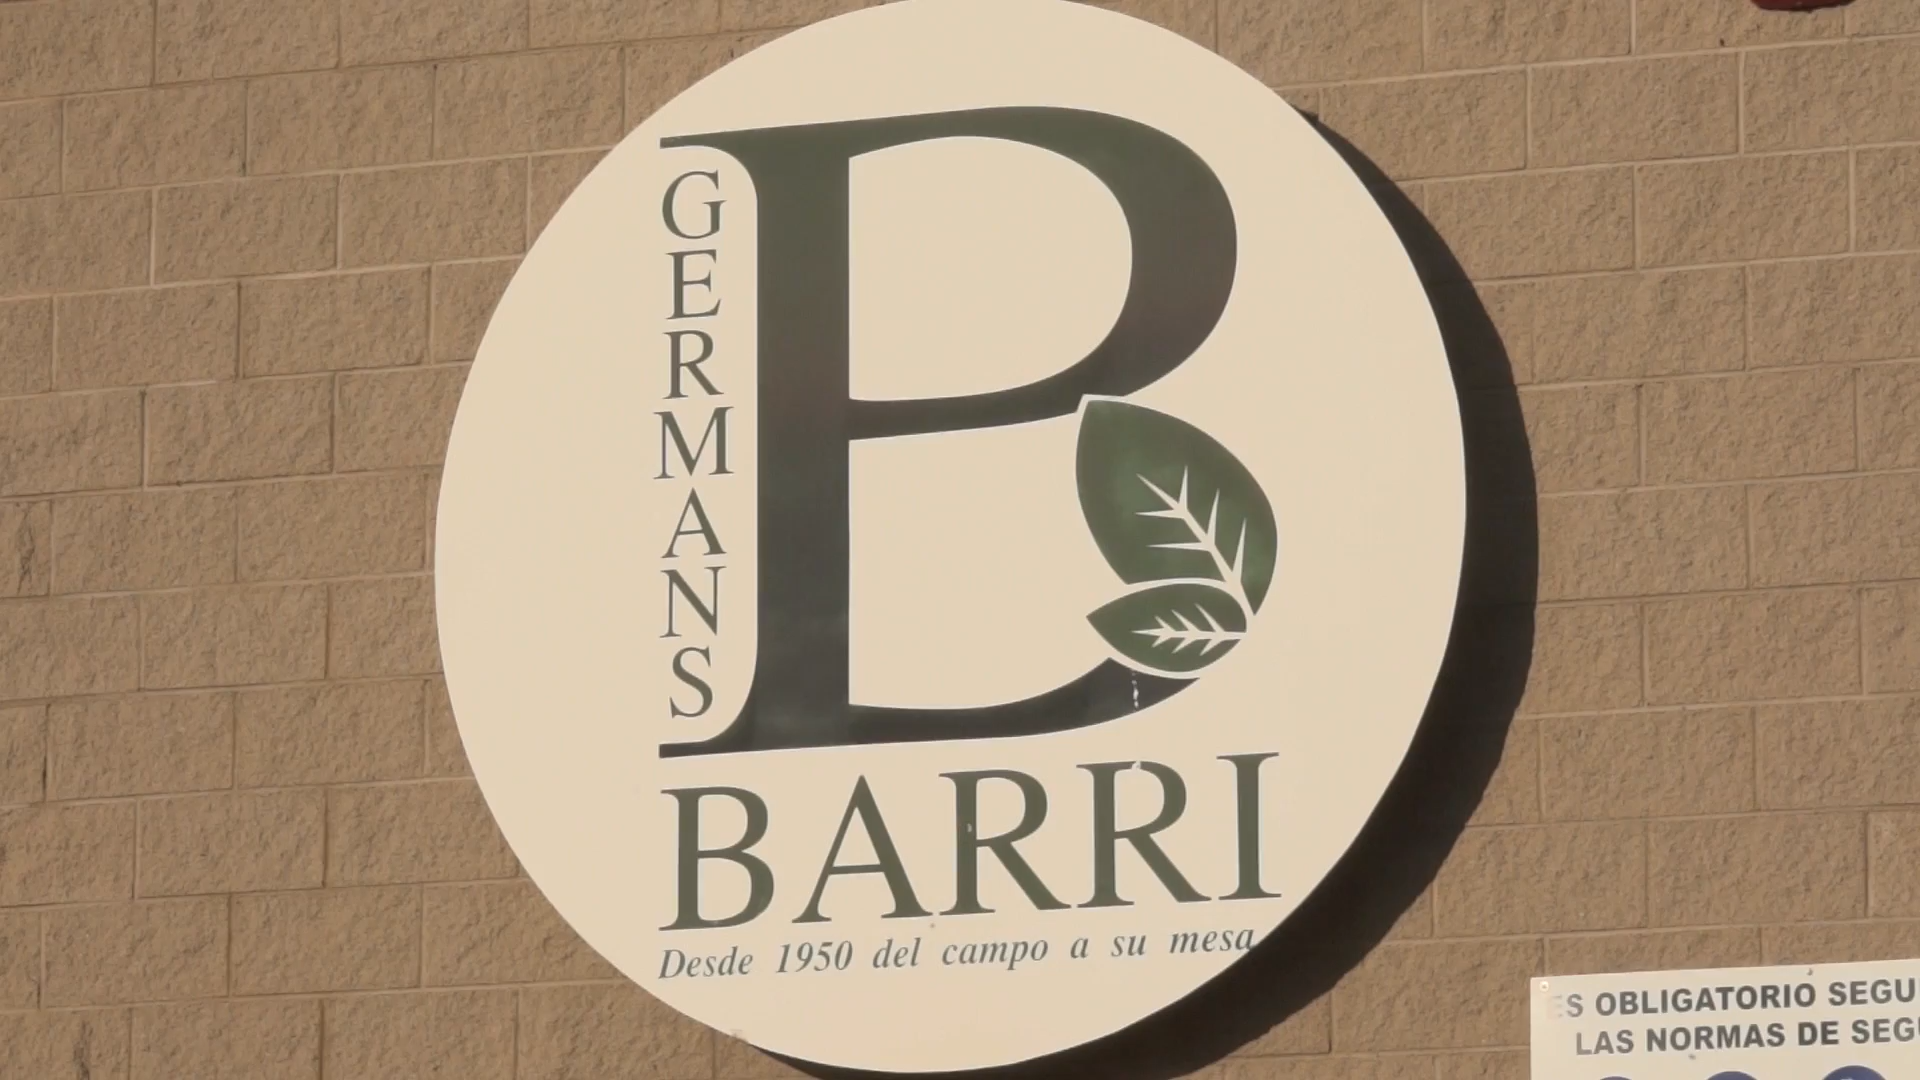 B
GERMANS
BARRI
Desde 1950 del campo a su mesa
ES OBLIGATORIO SEGU
LAS NORMAS DE SEG